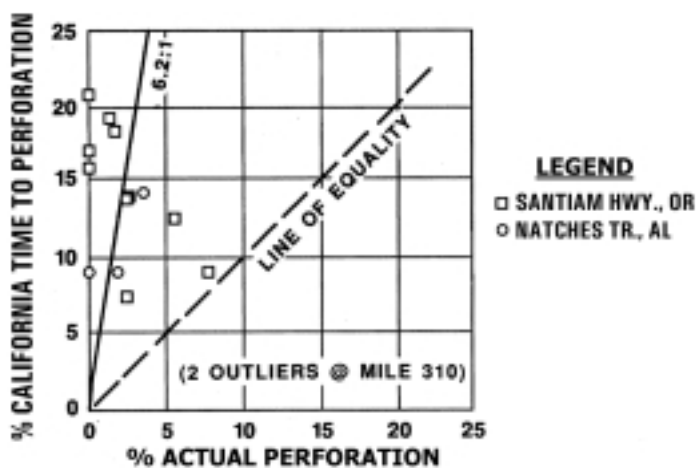 % CALIFORNIA TIME TO PERFORATION
25
20
15
10
5
0
6.2:1
LINE OF EQUALITY
(2 OUTLIERS @ MILE 310)
0 5 10 15 20 25
% ACTUAL PERFORATION
LEGEND
□ SANTIAM HWY., OR
○ NATCHES TR., AL